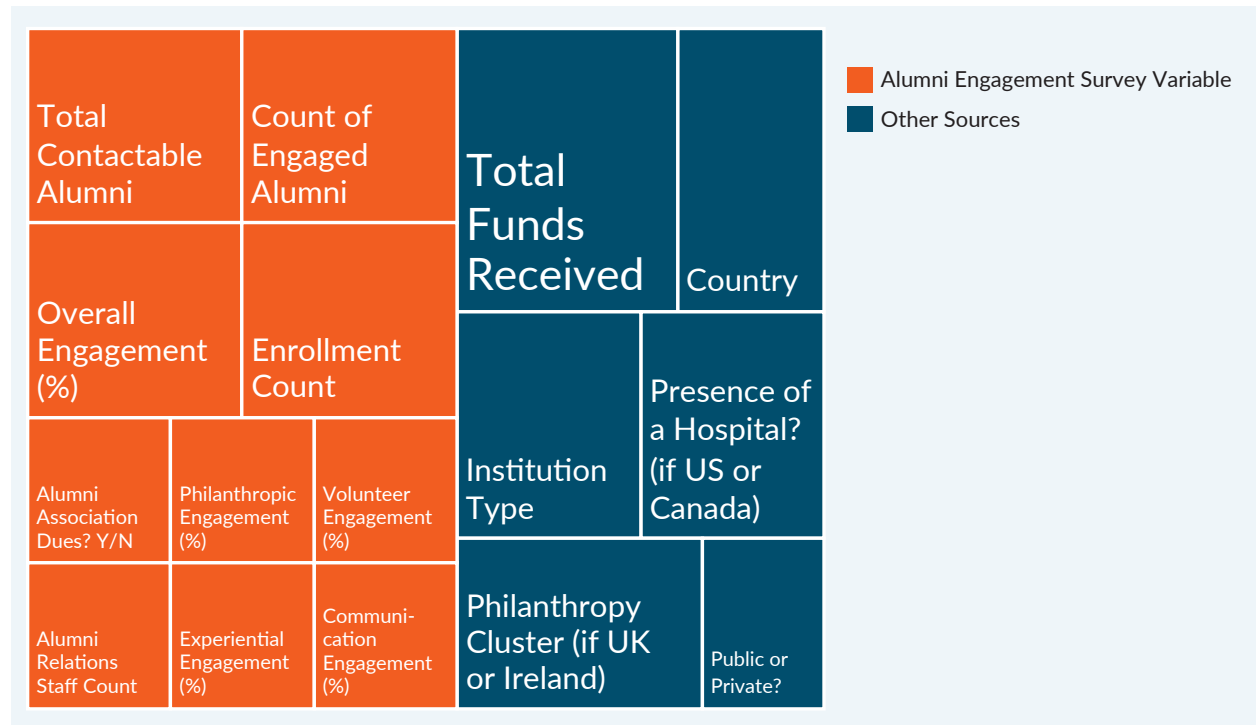 Total
Contactable
Alumni
Count of
Engaged
Alumni
Overall
Engagement
(%)
Enrollment
Count
Alumni
Association
Dues? Y/N
Philanthropic
Engagement
(%)
Volunteer
Engagement
(%)
Alumni
Relations
Staff Count
Experiential
Engagement
(%)
Communi-
cation
Engagement
(%)
Total
Funds
Received
Country
Institution
Type
Presence of
a Hospital?
(if US or
Canada)
Philanthropy
Cluster (if UK
or Ireland)
Public or
Private?
Alumni Engagement Survey Variable
Other Sources